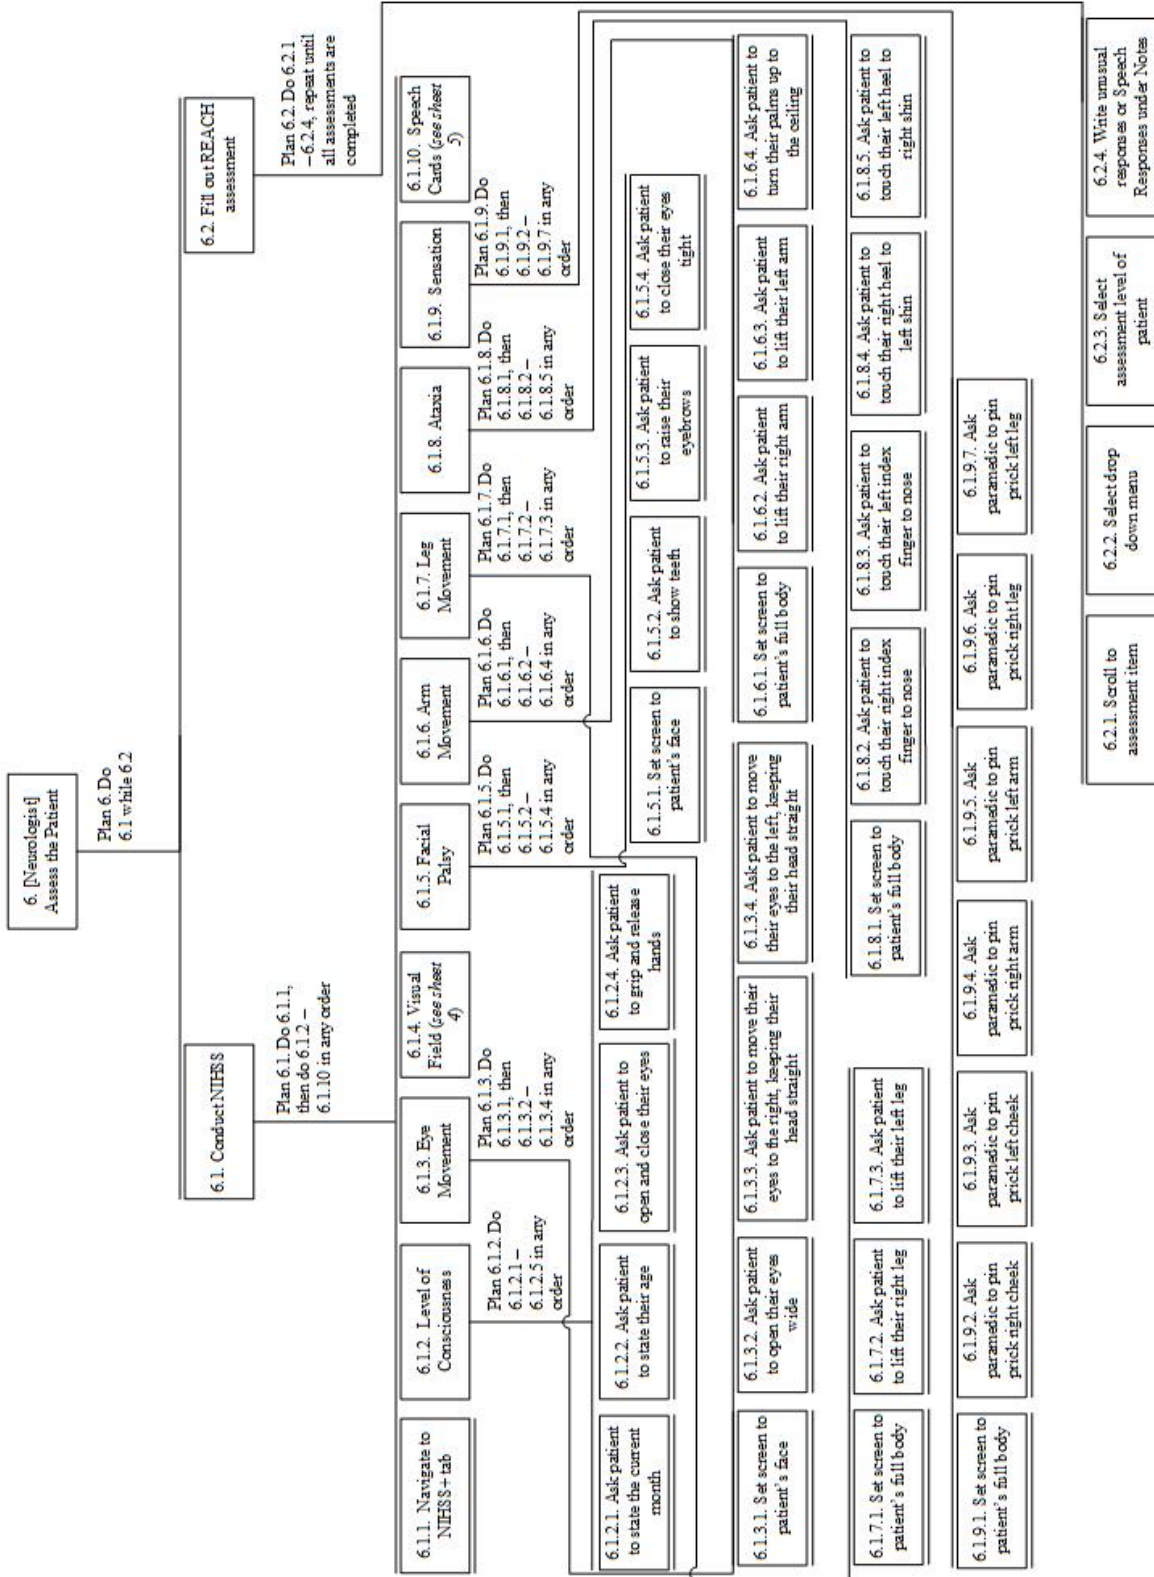 6. [Neurologist]
Assess the Patient
Plan 6. Do
6.1 while 6.2
6.1. Conduct NIHSS
Plan 6.1. Do 6.1.1,
then do 6.1.2 –
6.1.10 in any order
6.2. Fill out REACH
assessment
Plan 6.2. Do 6.2.1
–6.2.4, repeat until
all assessments are
completed
6.1.1. Navigate to
NIHSS+ tab
6.1.2. Level of
Consciousness
Plan 6.1.2. Do
6.1.2.1 –
6.1.2.5 in any
order
6.1.3. Eye
Movement
Plan 6.1.3. Do
6.1.3.1, then
6.1.3.2 –
6.1.3.4 in any
order
6.1.4. Visual
Field (see sheet
4)
6.1.5. Facial
Palsy
Plan 6.1.5. Do
6.1.5.1, then
6.1.5.2 –
6.1.5.4 in any
order
6.1.6. Arm
Movement
Plan 6.1.6. Do
6.1.6.1, then
6.1.6.2 –
6.1.6.4 in any
order
6.1.7. Leg
Movement
Plan 6.1.7. Do
6.1.7.1, then
6.1.7.2 –
6.1.7.3 in any
order
6.1.8. Ataxia
Plan 6.1.8. Do
6.1.8.1, then
6.1.8.2 –
6.1.8.5 in any
order
6.1.9. Sensation
Plan 6.1.9. Do
6.1.9.1, then
6.1.9.2 –
6.1.9.7 in any
order
6.1.10. Speech
Cards (see sheet
5)
6.1.2.1. Ask patient
to state the current
month
6.1.2.2. Ask patient
to state their age
6.1.2.3. Ask patient to
open and close their eyes
6.1.2.4. Ask patient
to grip and release
hands
6.1.5.1. Set screen to
patient's face
6.1.5.2. Ask patient
to show teeth
6.1.5.3. Ask patient
to raise their
eyebrows
6.1.5.4. Ask patient
to close their eyes
tight
6.1.3.1. Set screen to
patient's face
6.1.3.2. Ask patient
to open their eyes
wide
6.1.3.3. Ask patient to move their
eyes to the right, keeping their
head straight
6.1.3.4. Ask patient to move
their eyes to the left, keeping
their head straight
6.1.6.1. Set screen to
patient's full body
6.1.6.2. Ask patient
to lift their right arm
6.1.6.3. Ask patient
to lift their left arm
6.1.6.4. Ask patient to
turn their palms up to
the ceiling
6.1.7.1. Set screen to
patient's full body
6.1.7.2. Ask patient
to lift their right leg
6.1.7.3. Ask patient
to lift their left leg
6.1.8.1. Set screen to
patient's full body
6.1.8.2. Ask patient to
touch their right index
finger to nose
6.1.8.3. Ask patient to
touch their left index
finger to nose
6.1.8.4. Ask patient to
touch their right heel to
left shin
6.1.8.5. Ask patient to
touch their left heel to
right shin
6.1.9.1. Set screen to
patient's full body
6.1.9.2. Ask
paramedic to pin
prick right cheek
6.1.9.3. Ask
paramedic to pin
prick left cheek
6.1.9.4. Ask
paramedic to pin
prick right arm
6.1.9.5. Ask
paramedic to pin
prick left arm
6.1.9.6. Ask
paramedic to pin
prick right leg
6.1.9.7. Ask
paramedic to pin
prick left leg
6.2.1. Scroll to
assessment item
6.2.2. Select drop
down menu
6.2.3. Select
assessment level of
patient
6.2.4. Write unusual
responses or Speech
Responses under Notes